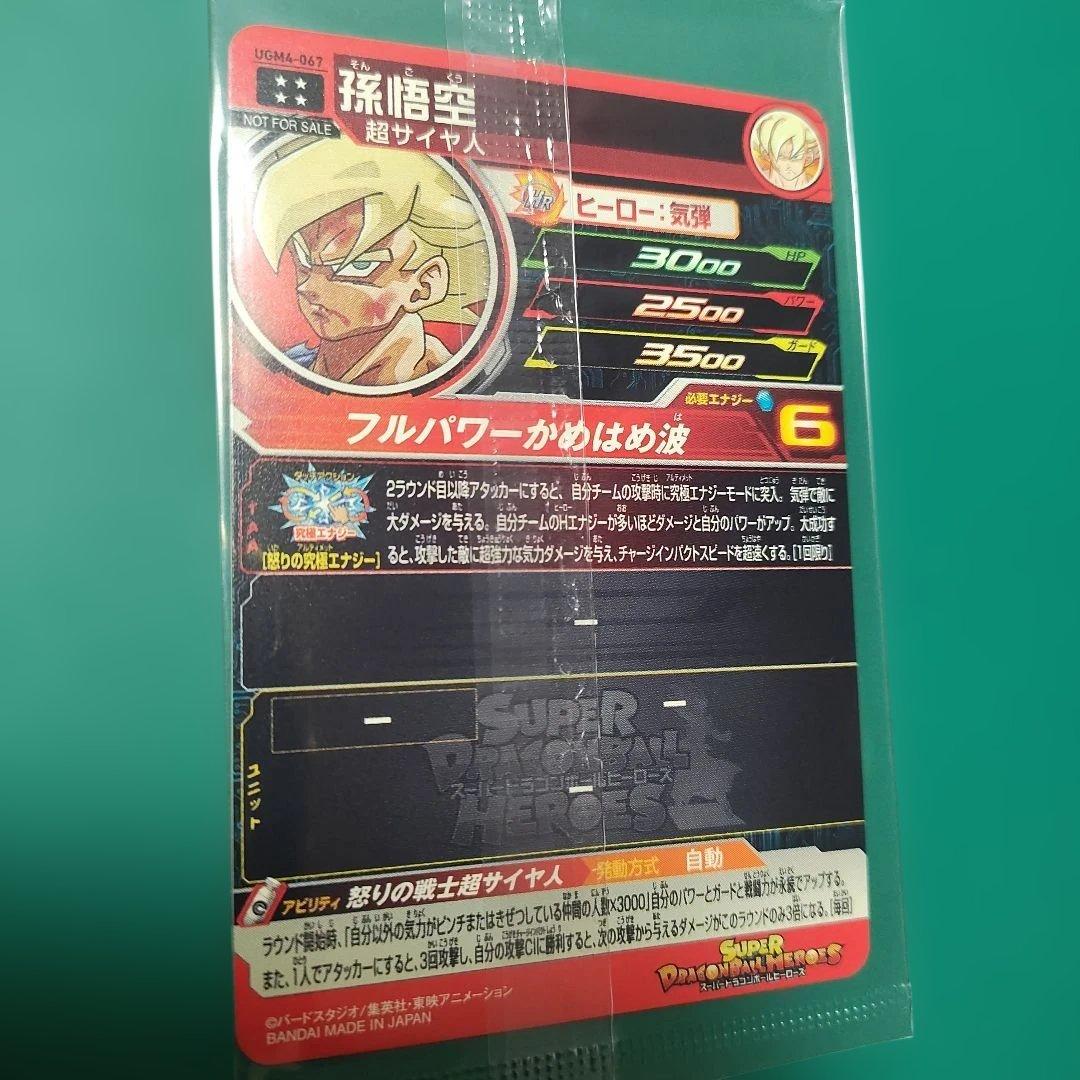 UGM4-067
NOT FOR SALE
そん ご くう
孫悟空
超サイヤ人
HR
ヒーロー:気弾
3000 HP
2500 パワー
3500 ガード
必要エナジー 6
フルパワーかめはめ波
タッチアクション
究極エナジー
[怒りの究極エナジー]
TAA
2ラウンド目以降アタッカーにすると、自分チームの攻撃時に究極エナジーモードに突入。気弾で敵に
大ダメージを与える。自分チームのHエナジーが多いほどダメージと自分のパワーがアップ。大成功す
ると、攻撃した敵に超強力な気力ダメージを与え、チャージインパクトスピードを超速くする。[1回限り]
ー
ー
ー
ー
SUPER
DRAGONBALL
スーパードラゴンボールヒーローズ
HEROES
ユニット
アビリティ 怒りの戦士超サイヤ人 発動方式 自動
ラウンド開始時、「自分以外の気力がピンチまたはきぜつしている仲間の人数×3000」自分のパワーとガードと戦闘力が永続でアップする。
また、1人でアタッカーにすると、3回攻撃し、自分の攻撃CIに勝利すると、次の攻撃から与えるダメージがこのラウンドのみ3倍になる。[毎回]
SUPER
DRAGONBALL HEROES
スーパードラゴンボールヒーローズ
©バードスタジオ/集英社・東映アニメーション
BANDAI MADE IN JAPAN